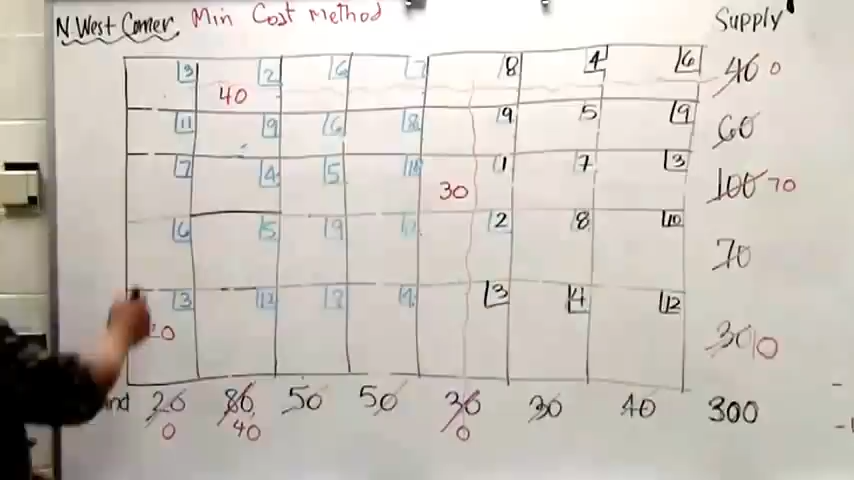 N. West Corner. Min Cost Method Supply
3 2 6 7 8 4 6 40 0
40
11 9 6 8 9 5 9 60
7 4 5 10 1 7 3 100 70
30
6 5 9 2 8 10 70
3 12 3 4 12 30 10
20 80 50 50 30 30 40 300
0 40 0